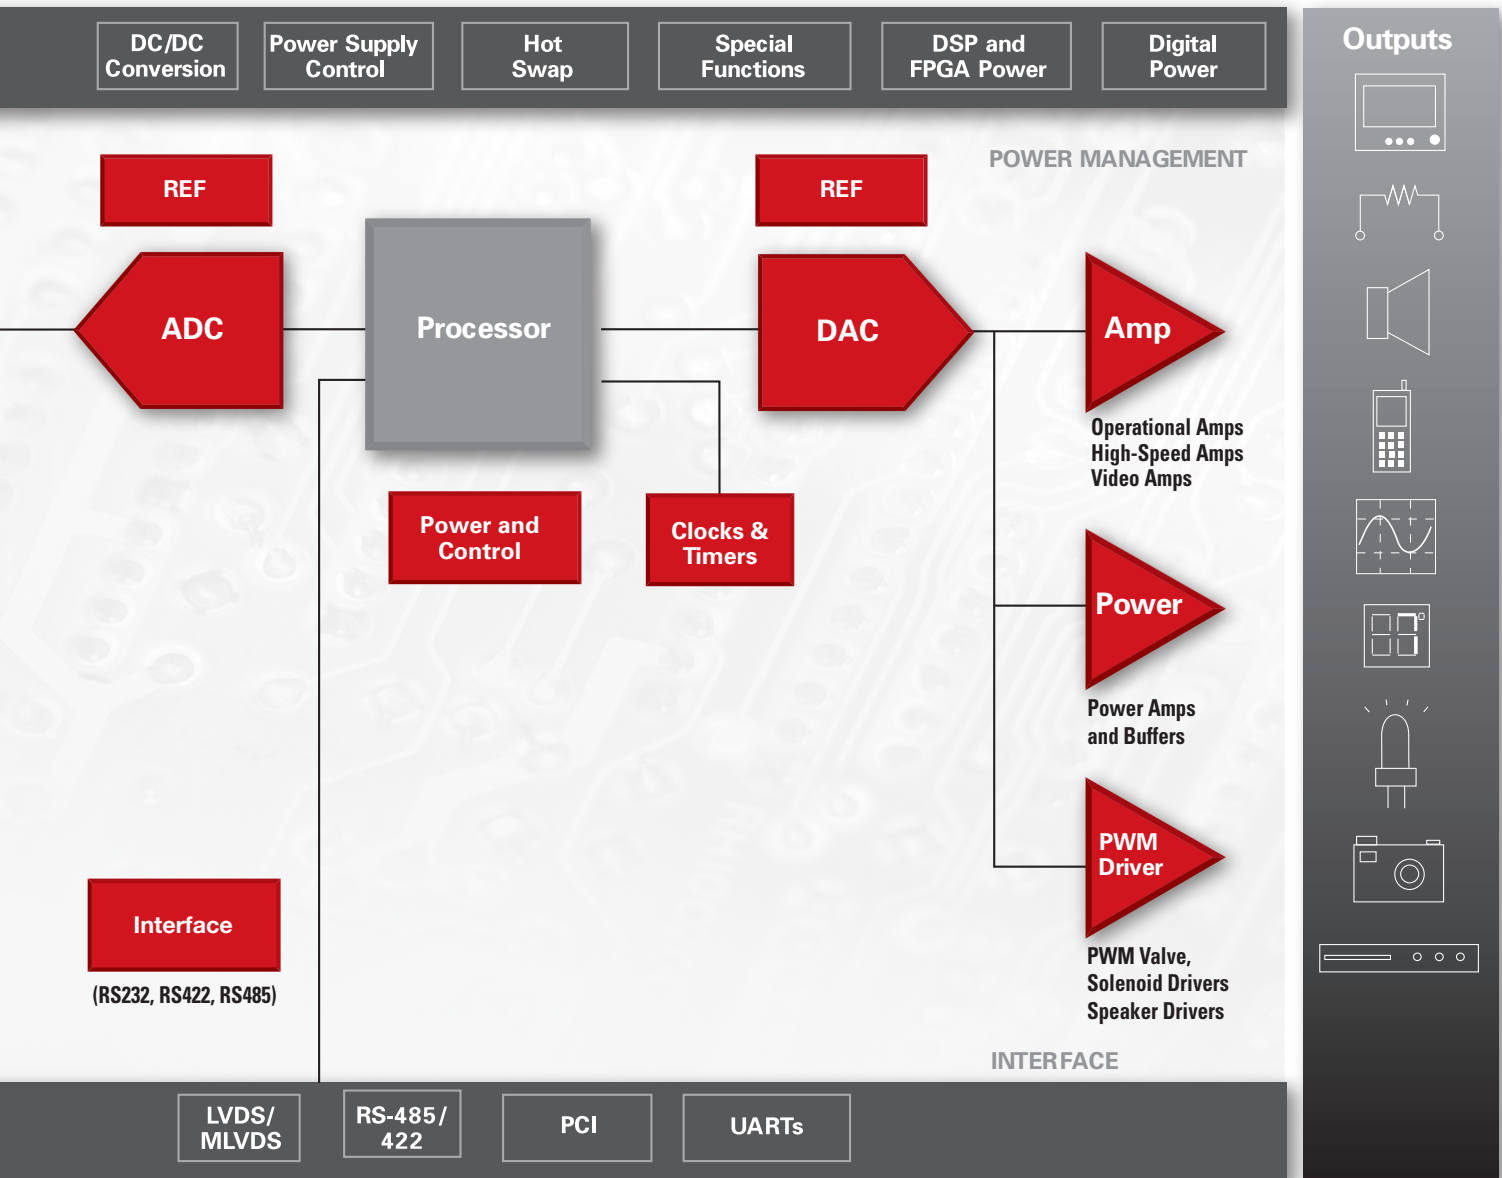 DC/DC
Conversion
Power Supply
Control
Hot
Swap
Special
Functions
DSP and
FPGA Power
Digital
Power
Outputs
POWER MANAGEMENT
REF
REF
ADC
Processor
DAC
Amp
Operational Amps
High-Speed Amps
Video Amps
Power and
Control
Clocks &
Timers
Power
Power Amps
and Buffers
PWM
Driver
PWM Valve,
Solenoid Drivers
Speaker Drivers
Interface
(RS232, RS422, RS485)
INTERFACE
LVDS/
MLVDS
RS-485/
422
PCI
UARTs